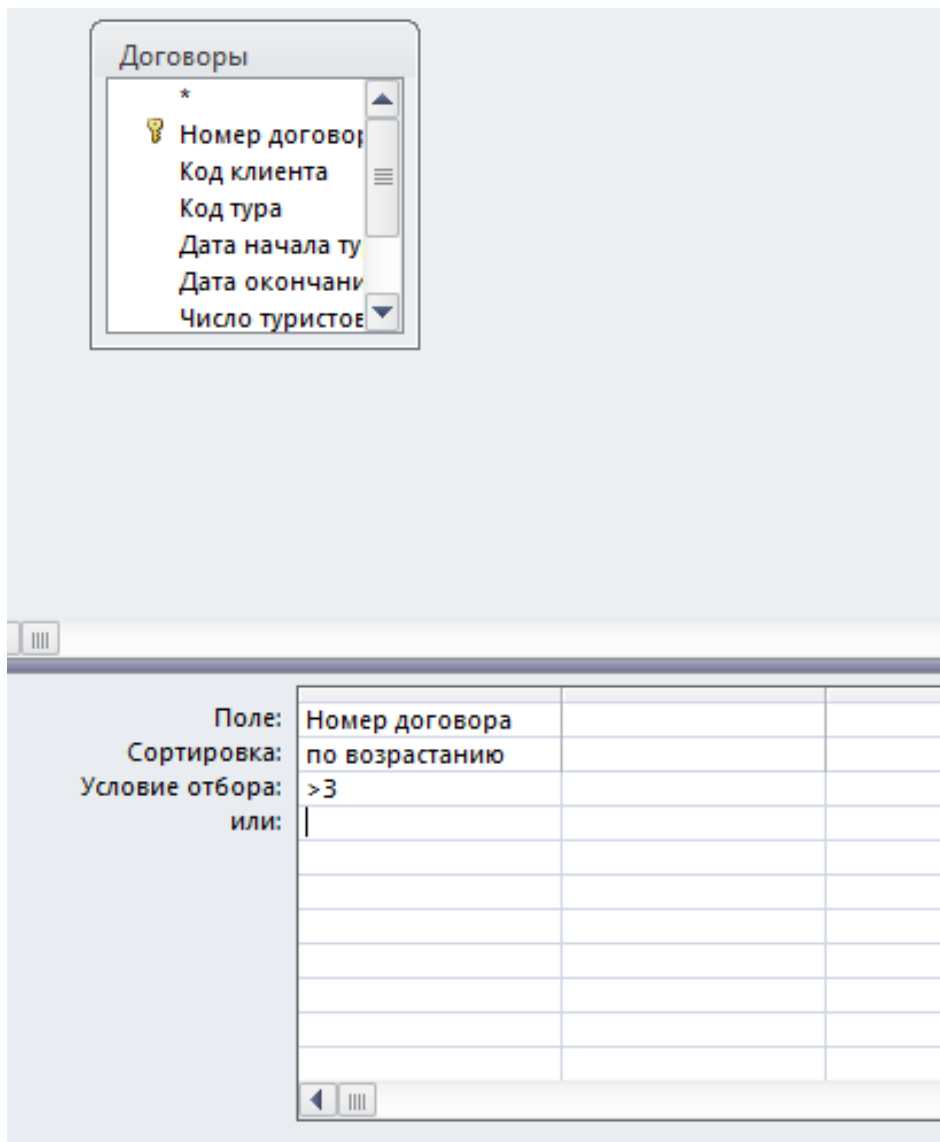 Договоры
*
Номер договор
Код клиента
Код тура
Дата начала ту
Дата окончани
Число туристов
Поле: Номер договора
Сортировка: по возрастанию
Условие отбора: >3
или: